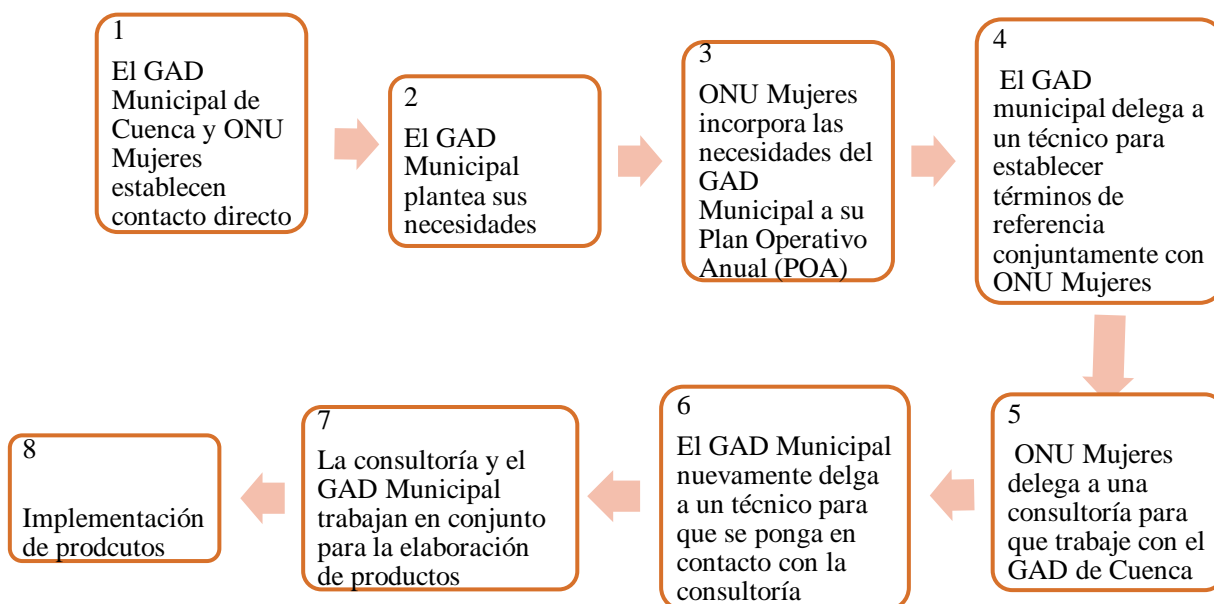 1
El GAD
Municipal de
Cuenca y ONU
Mujeres
establecen
contacto directo
2
El GAD
Municipal
plantea sus
necesidades
3
ONU Mujeres
incorpora las
necesidades del
GAD
Municipal a su
Plan Operativo
Anual (POA)
4
El GAD
municipal delega a
un técnico para
establecer
términos de
referencia
conjuntamente con
ONU Mujeres
5
ONU Mujeres
delega a una
consultoría para
que trabaje con el
GAD de Cuenca
6
El GAD Municipal
nuevamente delga
a un técnico para
que se ponga en
contacto con la
consultoría
7
La consultoría y el
GAD Municipal
trabajan en conjunto
para la elaboración
de productos
8
Implementación
de prodcutos